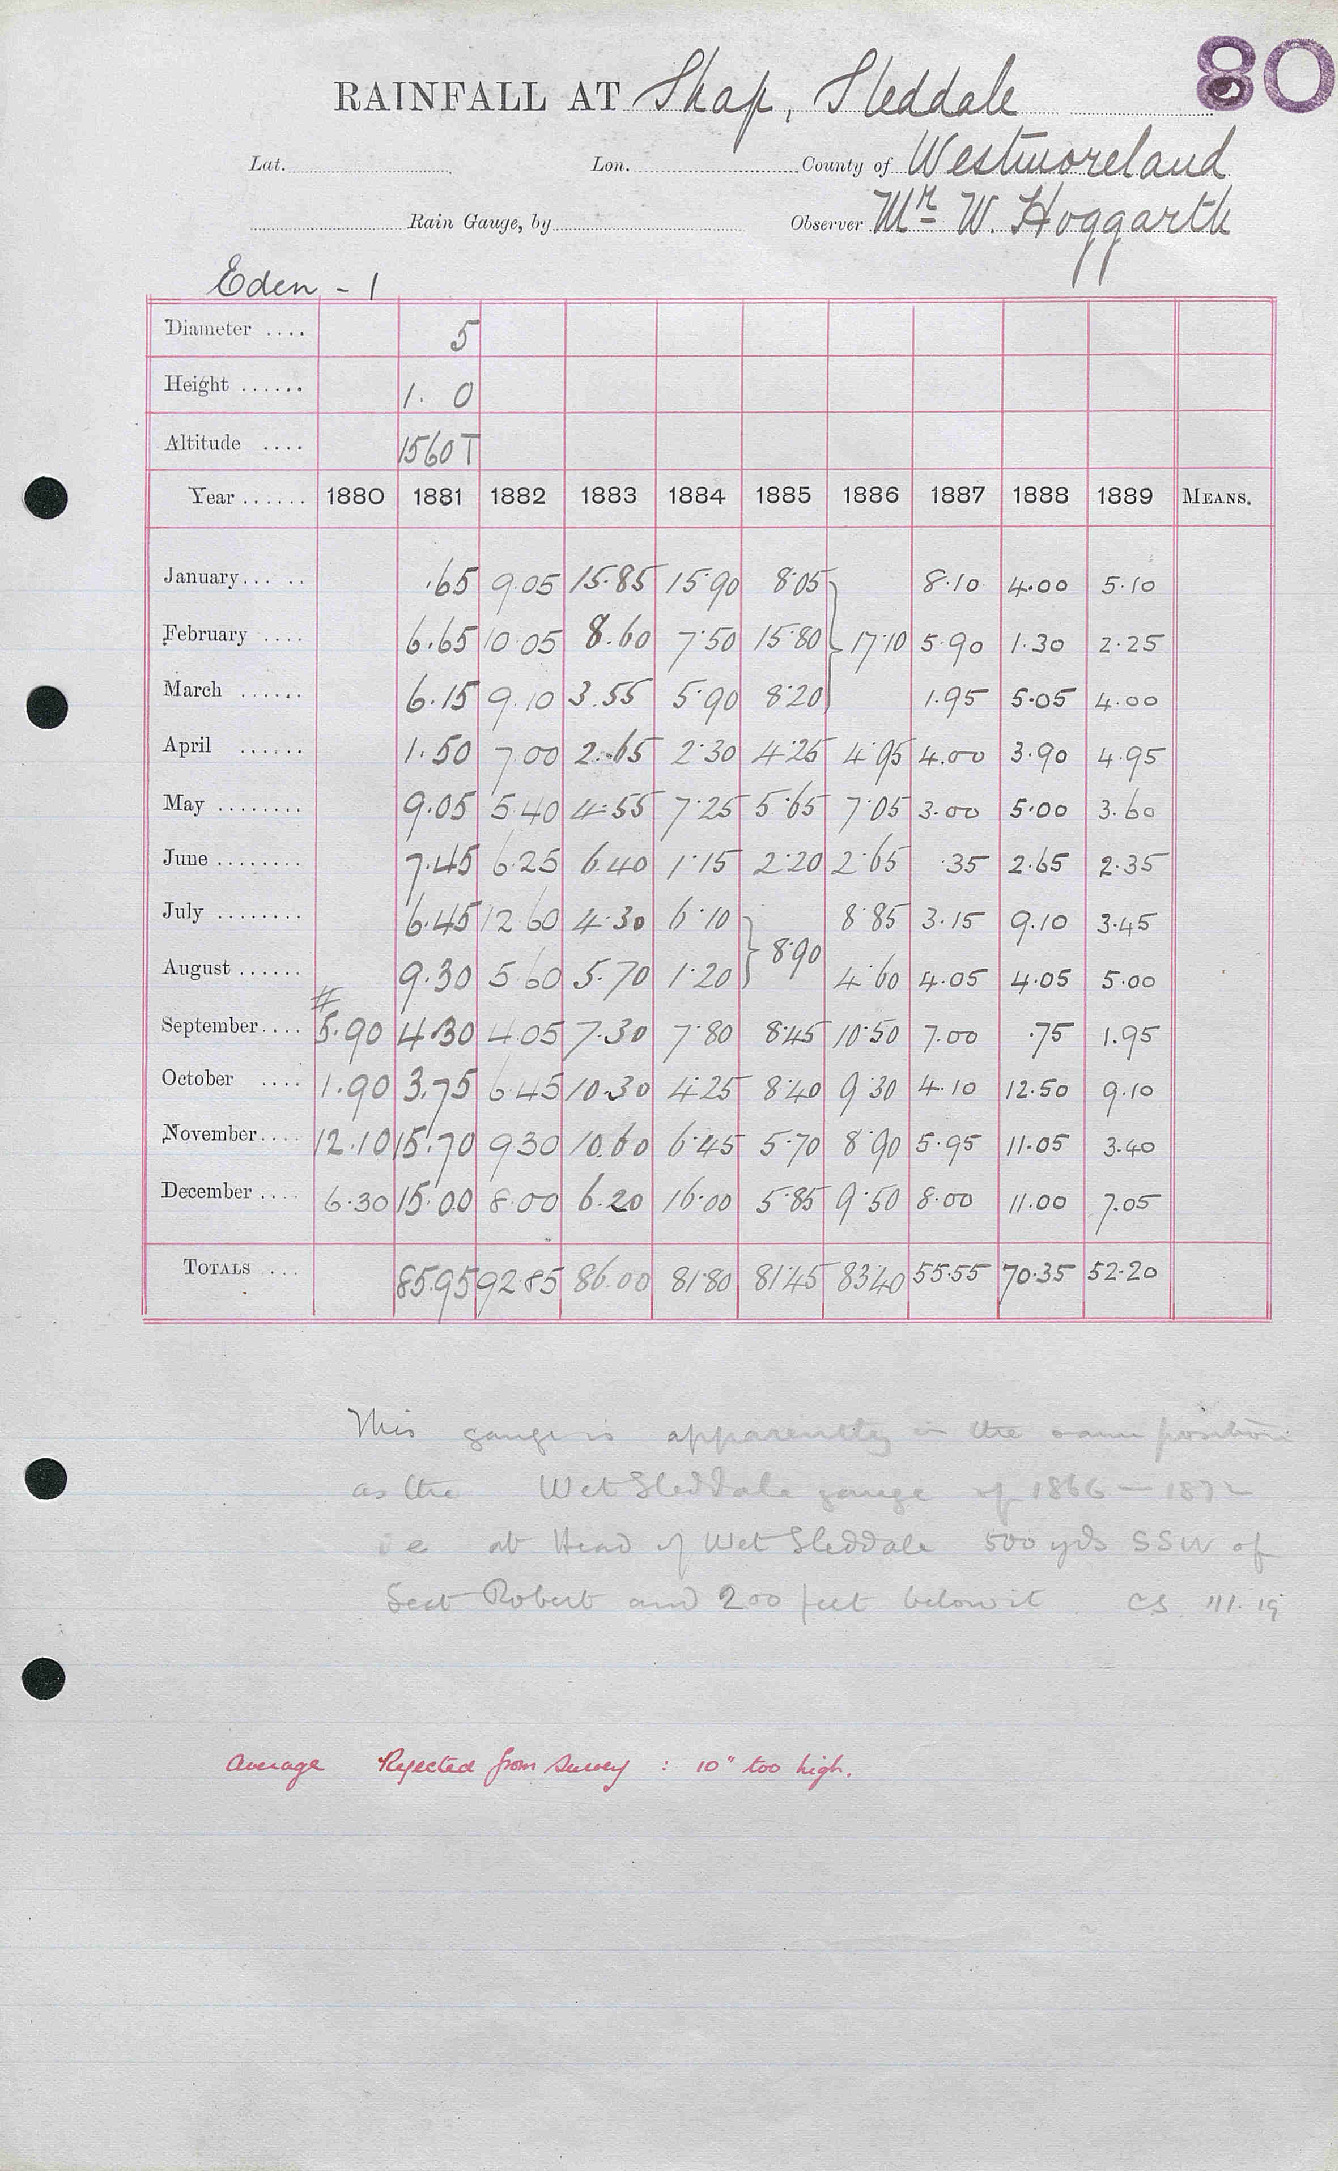 80
RAINFALL AT Shap, Sleddale
Lat. Lon. County of Westmoreland
Rain Gauge, by Observer Mr W. Hoggarth
Eden - 1
Diameter .... 5
Height ...... 1. 0
Altitude .... 1560T
Year ...... 1880 1881 1882 1883 1884 1885 1886 1887 1888 1889 MEANS.
January... .. .65 9.05 15.85 15.90 8.05 8.10 4.00 5.10
February .... 6.65 10.05 8.60 7.50 15.80 } 17.10 5.90 1.30 2.25
March ...... 6.15 9.10 3.55 5.90 8.20 1.95 5.05 4.00
April ...... 1.50 7.00 2.65 2.30 4.25 4.95 4.00 3.90 4.95
May ........ 9.05 5.40 4.55 7.25 5.65 7.05 3.00 5.00 3.60
June ........ 7.45 6.25 6.40 1.15 2.20 2.65 .35 2.65 2.35
July ........ 6.45 12.60 4.30 6.10 } 8.90 8.85 3.15 9.10 3.45
August ...... 9.30 5.60 5.70 1.20 4.60 4.05 4.05 5.00
#
September.... 5.90 4.30 4.05 7.30 7.80 8.45 10.50 7.00 .75 1.95
October .... 1.90 3.75 6.45 10.30 4.25 8.40 9.30 4.10 12.50 9.10
November.... 12.10 15.70 9.30 10.60 6.45 5.70 8.90 5.95 11.05 3.40
December .... 6.30 15.00 8.00 6.20 16.00 5.85 9.50 8.00 11.00 7.05
TOTALS ... 85.95 92.85 86.00 81.80 81.45 83.40 55.55 70.35 52.20
This gauge is apparently in the same position
as the Wet Sleddale gauge of 1866 - 1872
ie at Head of Wet Sleddale 500 yds SSW of
Seat Robert and 200 feet below it CS
Average Rejected from Survey : 10" too high.